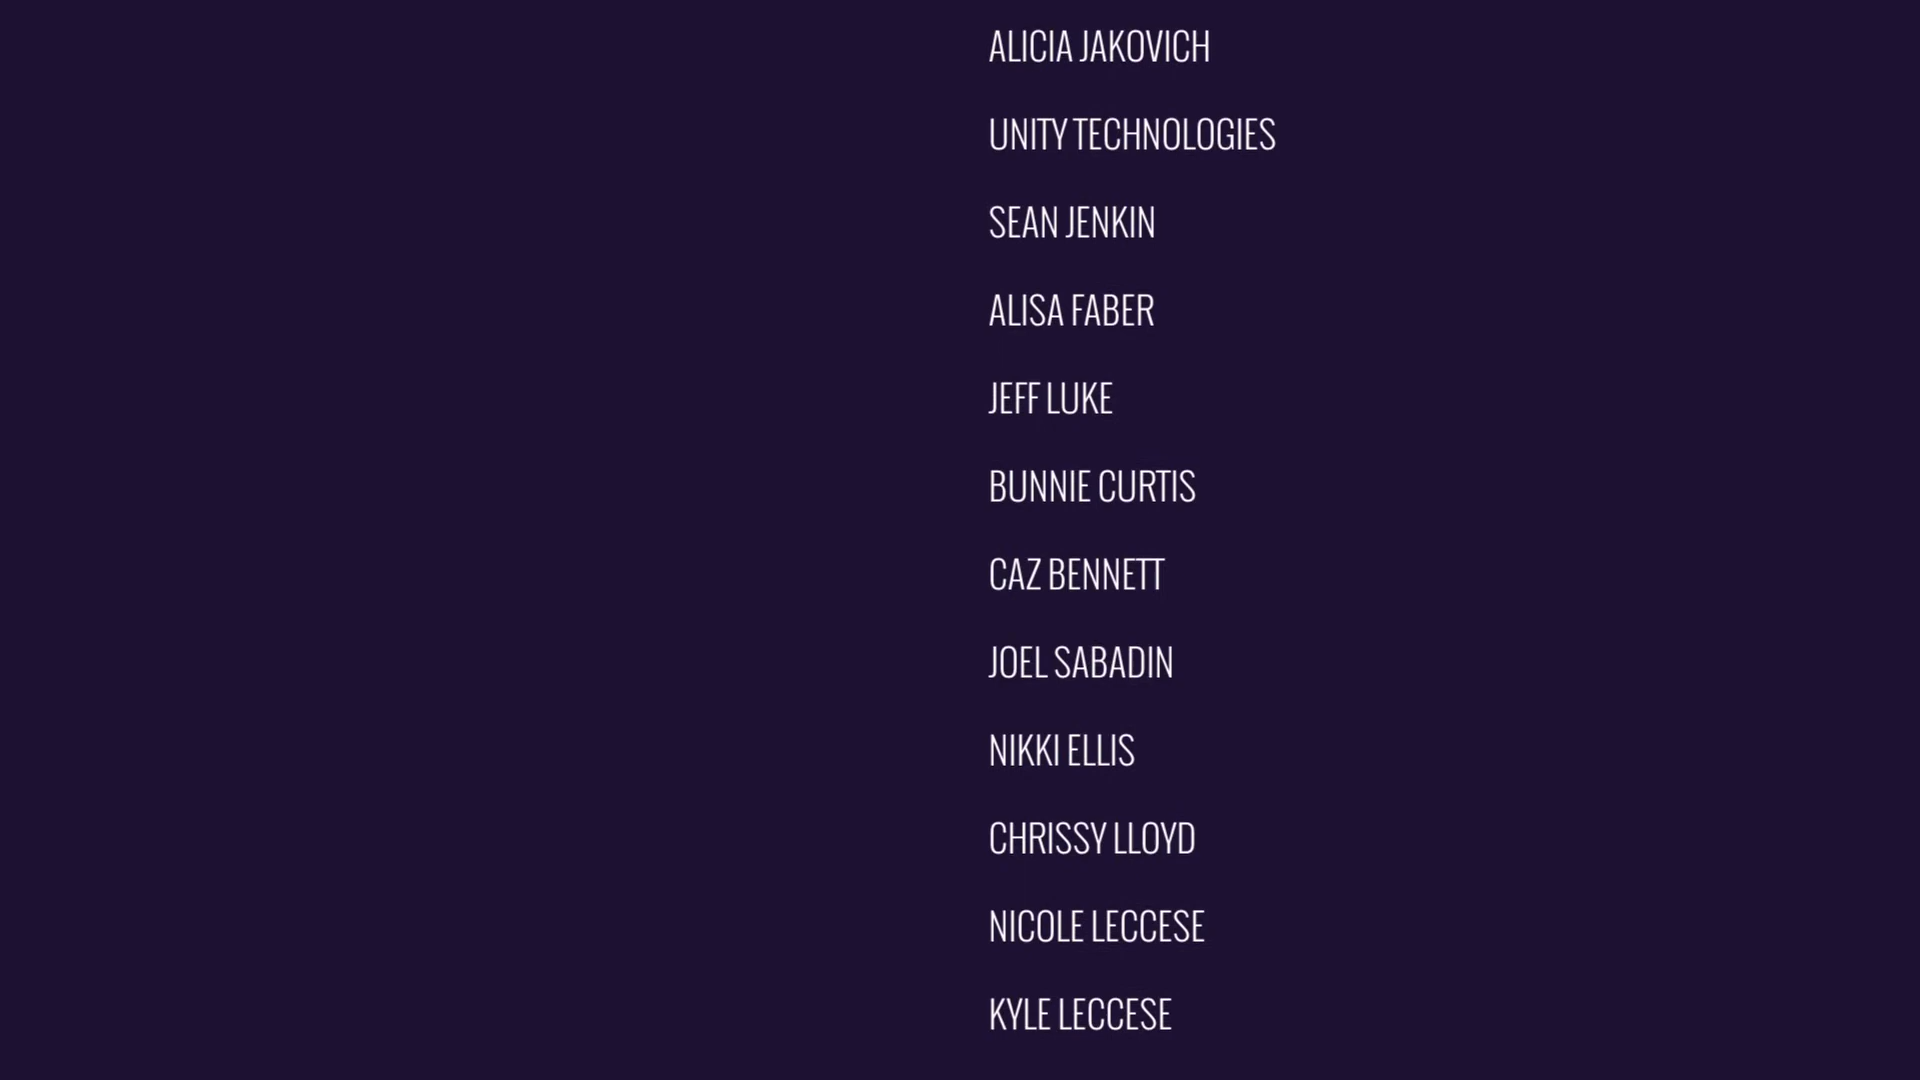 ALICIA JAKOVICH
UNITY TECHNOLOGIES
SEAN JENKIN
ALISA FABER
JEFF LUKE
BUNNIE CURTIS
CAZ BENNETT
JOEL SABADIN
NIKKI ELLIS
CHRISSY LLOYD
NICOLE LECCESE
KYLE LECCESE